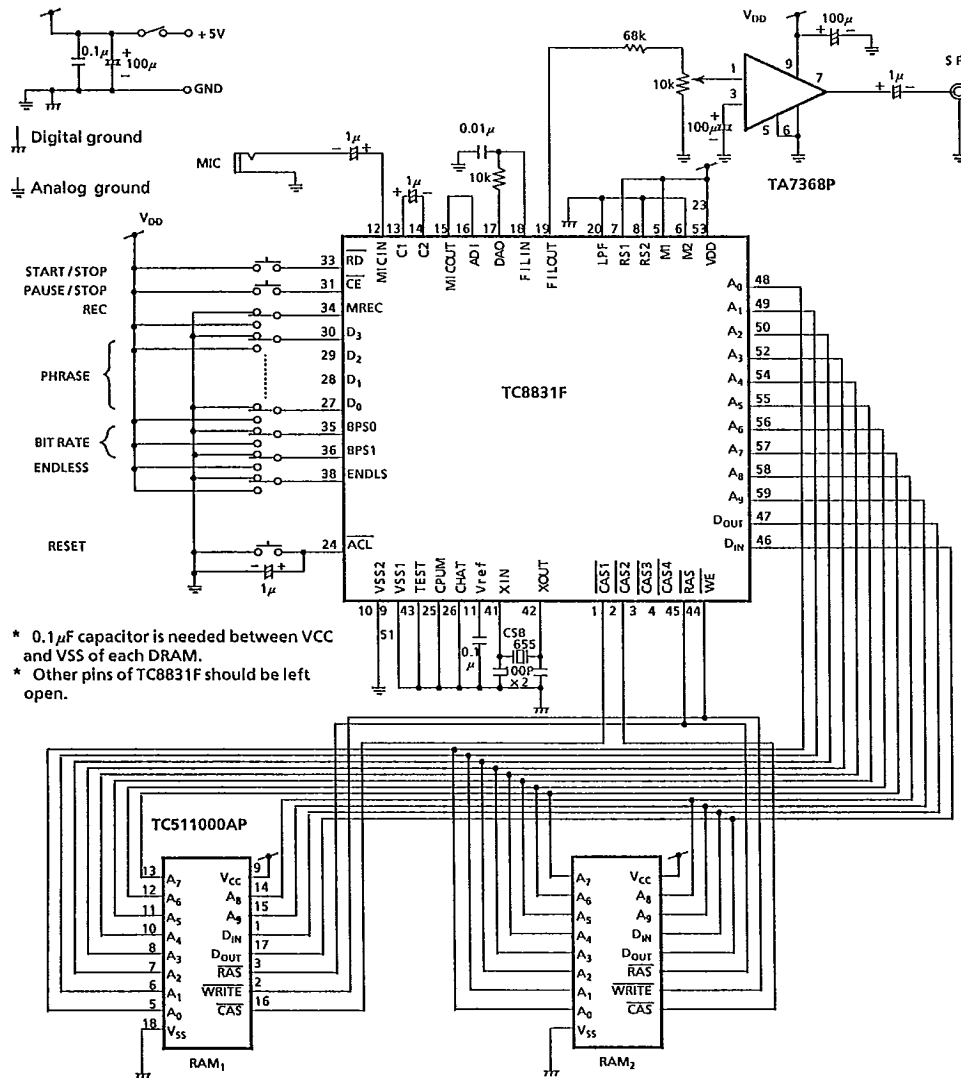 +5V
0.1μ
+
100μ
−
GND
Digital ground
Analog ground
MIC
1μ
− +
1μ
+ −
0.01μ
10k
68k
10k
VDD
100μ
+ −
1
3
9
7
5
6
100μ
+
−
TA7368P
1μ
+ −
SP
23
12 13 14 15 16 17 18 19 20 7 8 5 6 53
MICIN C1 C2 MICOUT ADI DAO FILIN FILOUT LPF RS1 RS2 M1 M2 VDD
VDD
START/STOP 33 RD
PAUSE/STOP 31 CE
REC 34 MREC
30 D3
29 D2
PHRASE
28 D1
27 D0
35 BPS0
BIT RATE
36 BPS1
ENDLESS 38 ENDLS
RESET 24 ACL
− +
1μ
TC8831F
A0 48
A1 49
A2 50
A3 52
A4 54
A5 55
A6 56
A7 57
A8 58
A9 59
DOUT 47
DIN 46
VSS2 VSS1 TEST CPUM CHAT Vref XIN XOUT CAS1 CAS2 CAS3 CAS4 RAS WE
10 9 43 25 26 11 41 42 1 2 3 4 45 44
51
0.1
μ
CSB
655
100P
×2
* 0.1μF capacitor is needed between VCC
and VSS of each DRAM.
* Other pins of TC8831F should be left
open.
TC511000AP
13 A7 VCC 9
12 A6 A8 14
11 A5 A9 15
10 A4 DIN 1
8 A3 DOUT 17
7 A2 RAS 3
6 A1 WRITE 2
5 A0 CAS 16
18 VSS
RAM1
A7 VCC
A6 A8
A5 A9
A4 DIN
A3 DOUT
A2 RAS
A1 WRITE
A0 CAS
VSS
RAM2